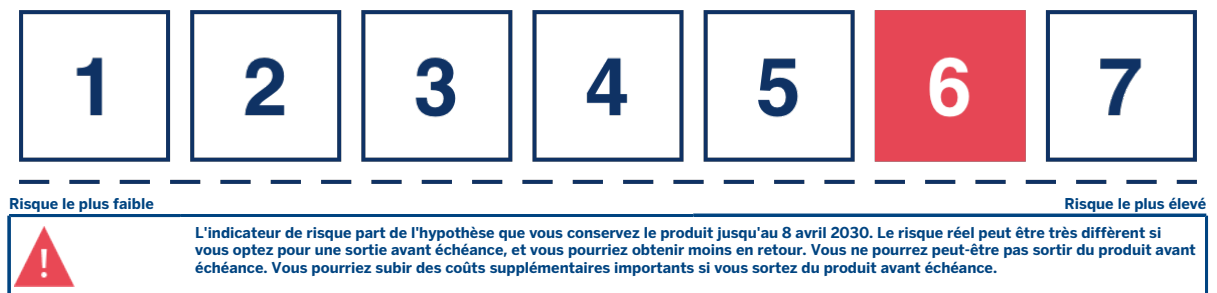 1 2 3 4 5 6 7
Risque le plus faible Risque le plus élevé
L'indicateur de risque part de l'hypothèse que vous conservez le produit jusqu'au 8 avril 2030. Le risque réel peut être très diffèrent si
vous optez pour une sortie avant échéance, et vous pourriez obtenir moins en retour. Vous ne pourrez peut-être pas sortir du produit avant
échéance. Vous pourriez subir des coûts supplémentaires importants si vous sortez du produit avant échéance.
!